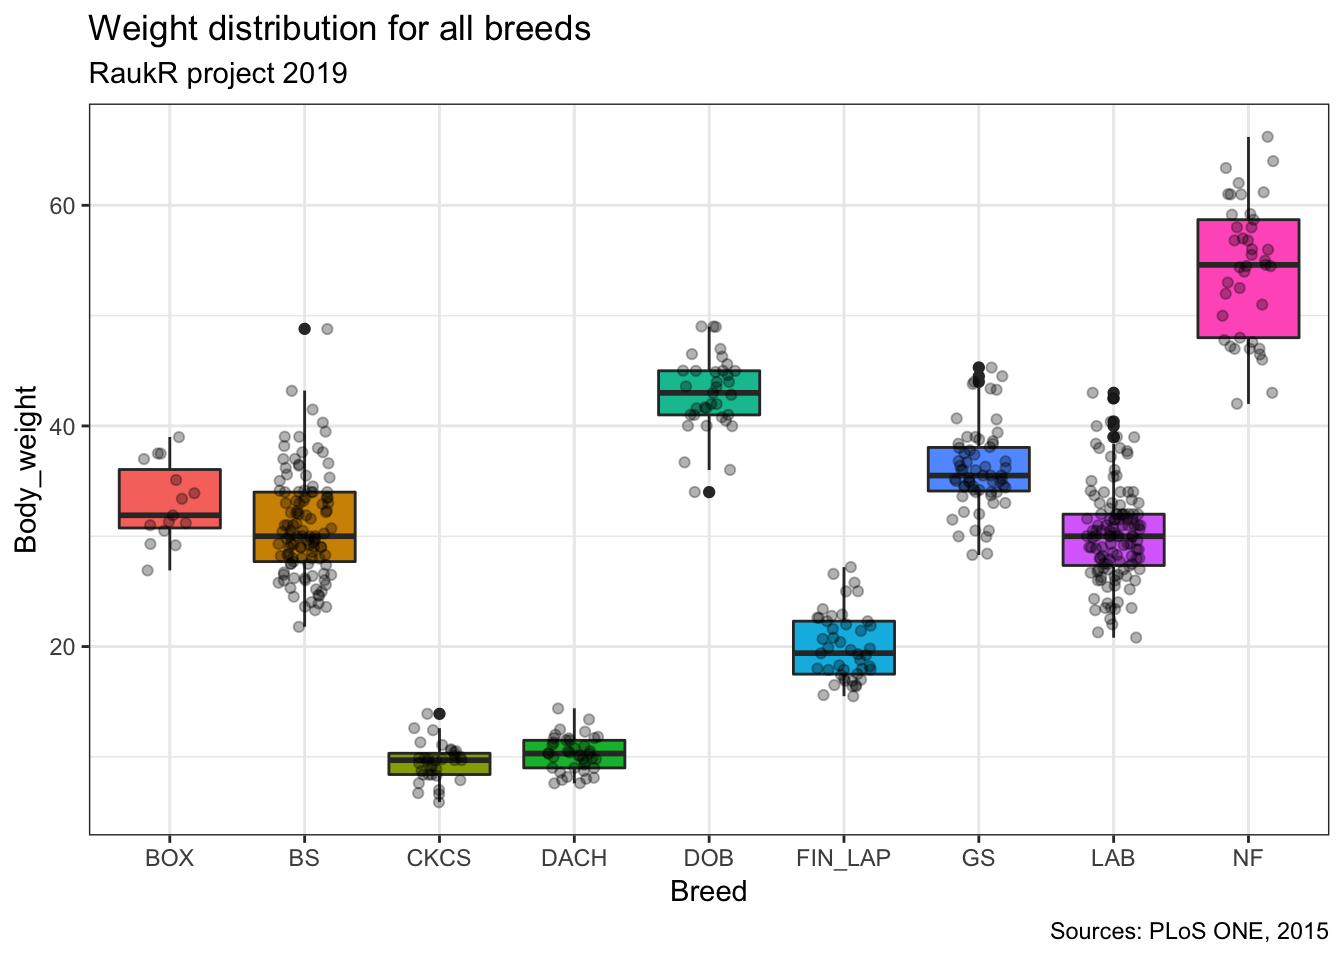 Weight distribution for all breeds
RaukR project 2019
Body_weight
60
40
20
BOX BS CKCS DACH DOB FIN_LAP GS LAB NF
Breed
Sources: PLoS ONE, 2015